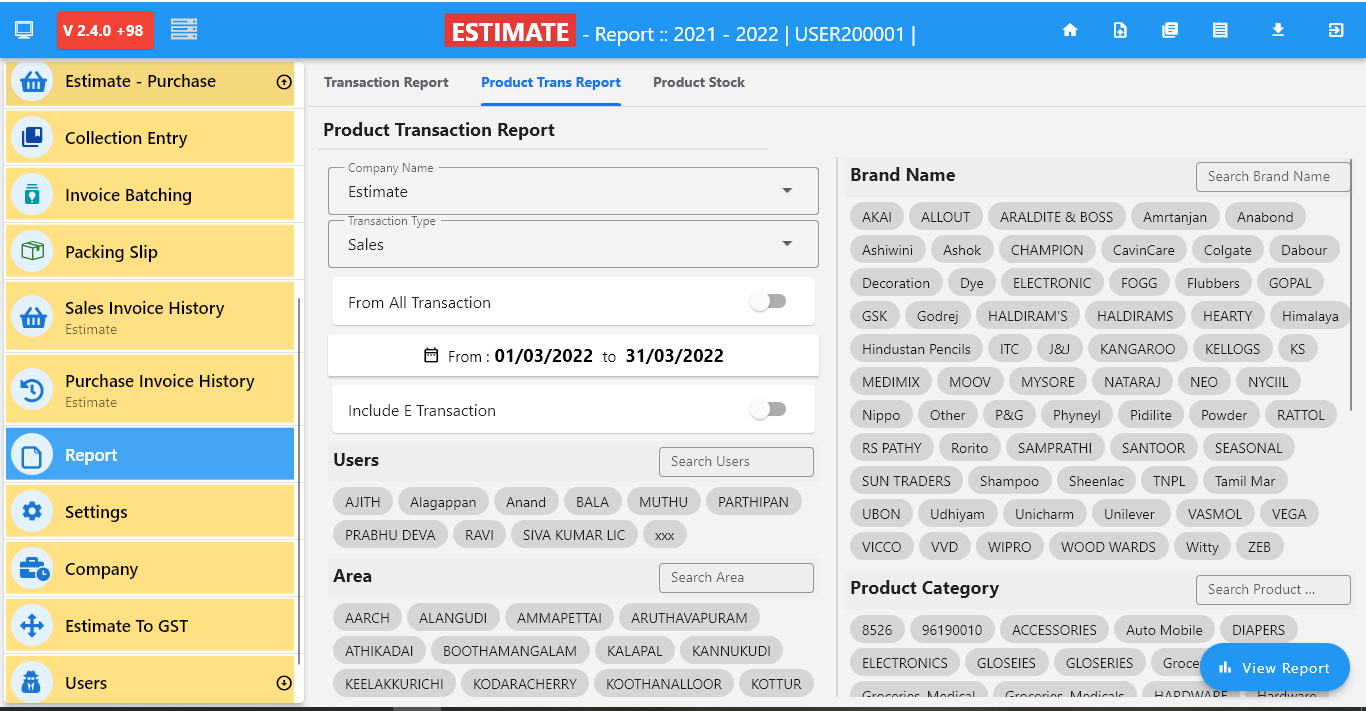 V 2.4.0 +98
ESTIMATE - Report :: 2021 - 2022 | USER200001 |
Estimate - Purchase
Collection Entry
Invoice Batching
Packing Slip
Sales Invoice History
Estimate
Purchase Invoice History
Estimate
Report
Settings
Company
Estimate To GST
Users
Transaction Report Product Trans Report Product Stock
Product Transaction Report
Company Name
Estimate
Transaction Type
Sales
From All Transaction
From : 01/03/2022 to 31/03/2022
Include E Transaction
Users Search Users
AJITH Alagappan Anand BALA MUTHU PARTHIPAN
PRABHU DEVA RAVI SIVA KUMAR LIC xxx
Area Search Area
AARCH ALANGUDI AMMAPETTAI ARUTHAVAPURAM
ATHIKADAI BOOTHAMANGALAM KALAPAL KANNUKUDI
KEELAKKURICHI KODARACHERRY KOOTHANALLOOR KOTTUR
Brand Name Search Brand Name
AKAI ALLOUT ARALDITE & BOSS Amrtanjan Anabond
Ashiwini Ashok CHAMPION CavinCare Colgate Dabour
Decoration Dye ELECTRONIC FOGG Flubbers GOPAL
GSK Godrej HALDIRAM'S HALDIRAMS HEARTY Himalaya
Hindustan Pencils ITC J&J KANGAROO KELLOGS KS
MEDIMIX MOOV MYSORE NATARAJ NEO NYCIIL
Nippo Other P&G Phyneyl Pidilite Powder RATTOL
RS PATHY Rorito SAMPRATHI SANTOOR SEASONAL
SUN TRADERS Shampoo Sheenlac TNPL Tamil Mar
UBON Udhiyam Unicharm Unilever VASMOL VEGA
VICCO VVD WIPRO WOOD WARDS Witty ZEB
Product Category Search Product ...
8526 96190010 ACCESSORIES Auto Mobile DIAPERS
ELECTRONICS GLOSEIES GLOSERIES Groce
Groceries, Medical Groceries, Medicals HARDWARE Hardware
View Report